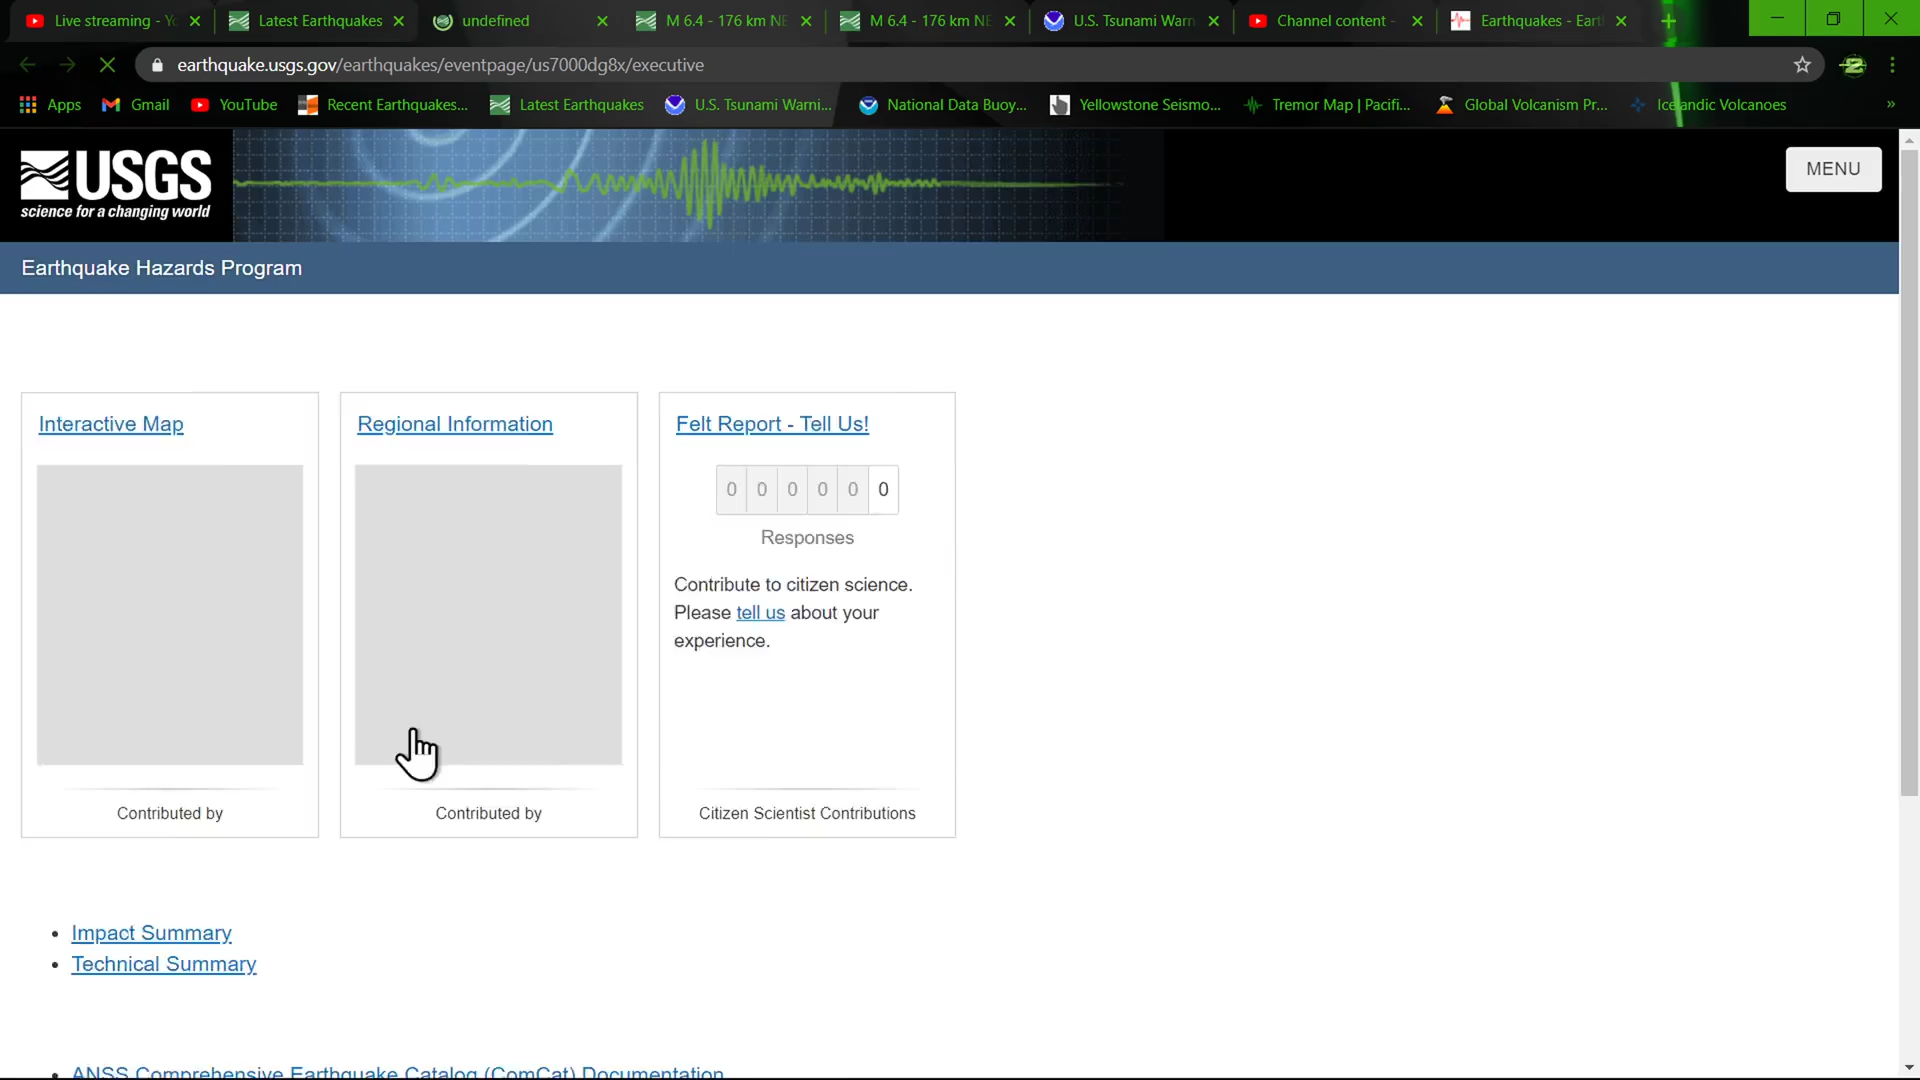 Live streaming - Yo
Latest Earthquakes
undefined
M 6.4 - 176 km NE
M 6.4 - 176 km NE
U.S. Tsunami Warn
Channel content -
Earthquakes - Eart
earthquake.usgs.gov/earthquakes/eventpage/us7000dg8x/executive
Apps
Gmail
YouTube
Recent Earthquakes...
Latest Earthquakes
U.S. Tsunami Warni...
National Data Buoy...
Yellowstone Seismo...
Tremor Map | Pacifi...
Global Volcanism Pr...
Icelandic Volcanoes
»
USGS
science for a changing world
MENU
Earthquake Hazards Program
Interactive Map
Contributed by
Regional Information
Contributed by
Felt Report - Tell Us!
0 0 0 0 0 0
Responses
Contribute to citizen science.
Please tell us about your
experience.
Citizen Scientist Contributions
• Impact Summary
• Technical Summary
• ANSS Comprehensive Earthquake Catalog (ComCat) Documentation